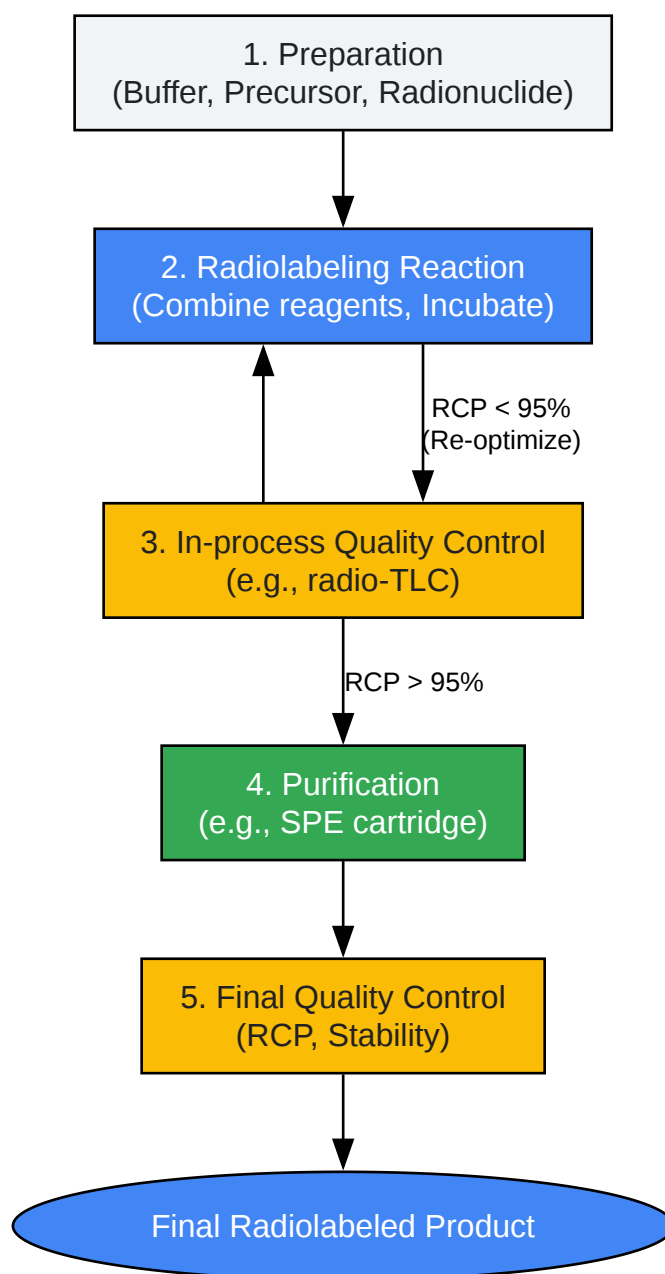 1. Preparation
(Buffer, Precursor, Radionuclide)
2. Radiolabeling Reaction
(Combine reagents, Incubate)
RCP < 95%
(Re-optimize)
3. In-process Quality Control
(e.g., radio-TLC)
RCP > 95%
4. Purification
(e.g., SPE cartridge)
5. Final Quality Control
(RCP, Stability)
Final Radiolabeled Product